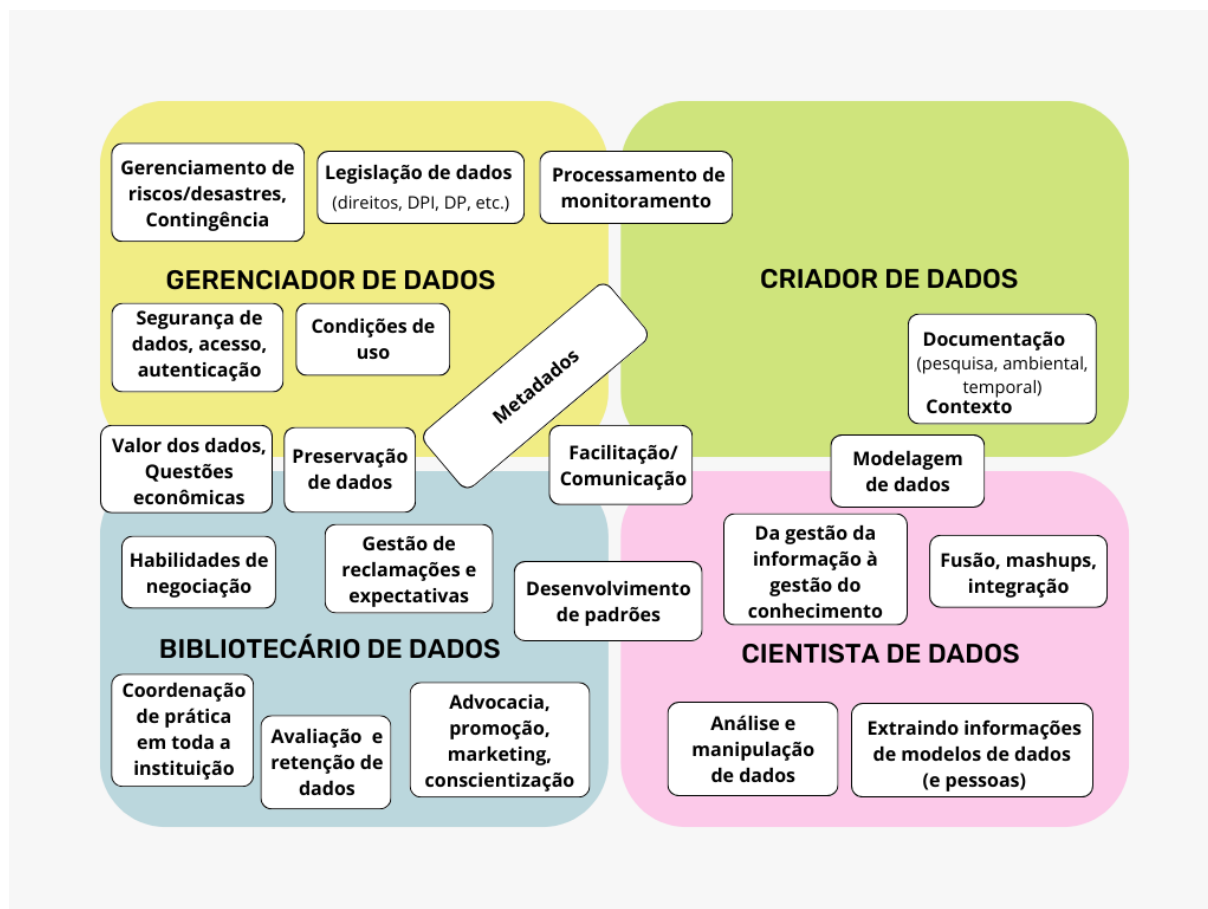 Gerenciamento de
riscos/desastres,
Contingência
Legislação de dados
(direitos, DPI, DP, etc.)
Processamento de
monitoramento
GERENCIADOR DE DADOS
CRIADOR DE DADOS
Segurança de
dados, acesso,
autenticação
Condições de
uso
Metadados
Documentação
(pesquisa, ambiental,
temporal)
Contexto
Valor dos dados,
Questões
econômicas
Preservação
de dados
Facilitação/
Comunicação
Modelagem
de dados
Habilidades de
negociação
Gestão de
reclamações e
expectativas
Desenvolvimento
de padrões
Da gestão da
informação à
gestão do
conhecimento
Fusão, mashups,
integração
BIBLIOTECÁRIO DE DADOS
CIENTISTA DE DADOS
Coordenação
de prática
em toda a
instituição
Avaliação e
retenção de
dados
Advocacia,
promoção,
marketing,
conscientização
Análise e
manipulação
de dados
Extraindo informações
de modelos de dados
(e pessoas)